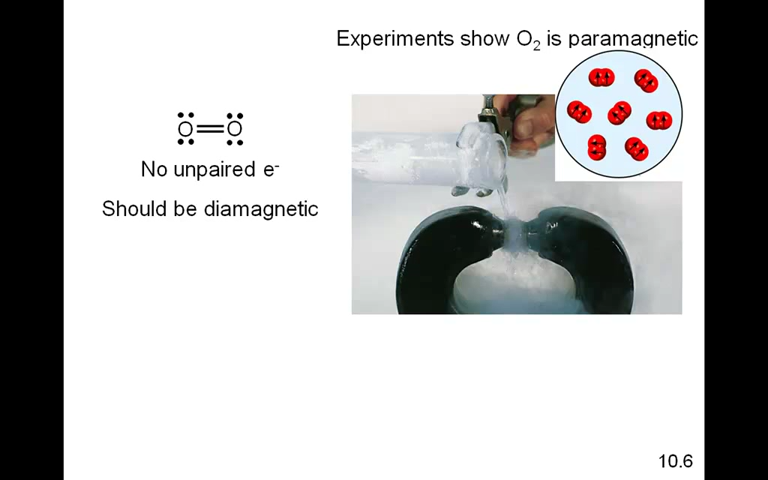 Experiments show O₂ is paramagnetic
O=O
No unpaired e⁻
Should be diamagnetic
10.6